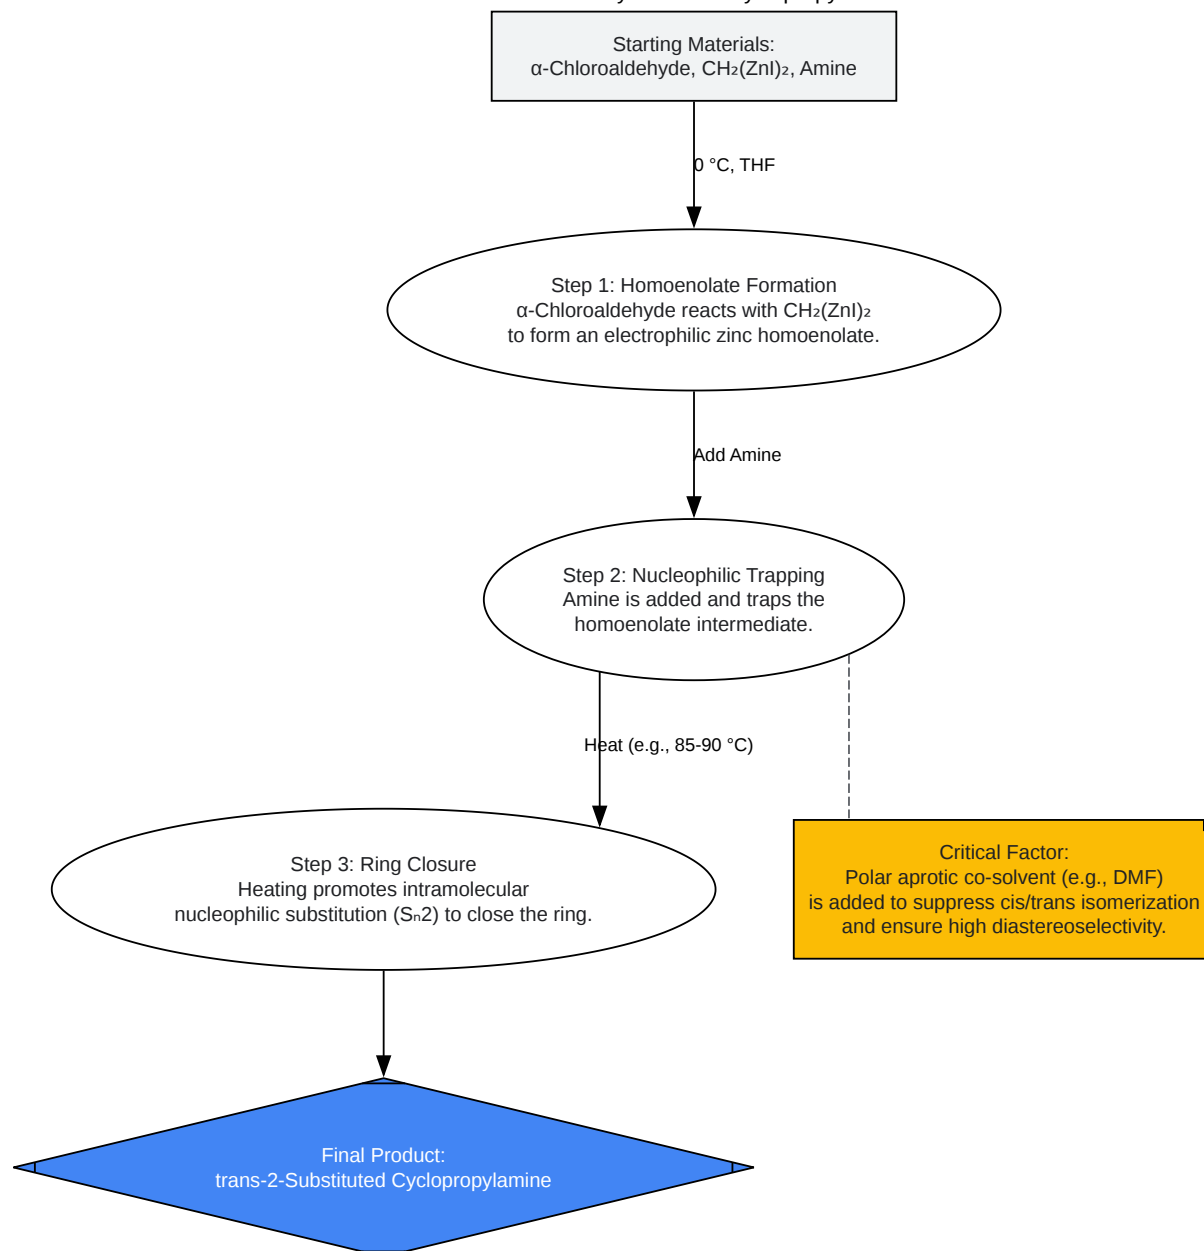 Starting Materials:
α-Chloroaldehyde, CH₂(ZnI)₂, Amine
0 °C, THF
Step 1: Homoenolate Formation
α-Chloroaldehyde reacts with CH₂(ZnI)₂
to form an electrophilic zinc homoenolate.
Add Amine
Step 2: Nucleophilic Trapping
Amine is added and traps the
homoenolate intermediate.
Heat (e.g., 85-90 °C)
Step 3: Ring Closure
Heating promotes intramolecular
nucleophilic substitution (Sₙ2) to close the ring.
Critical Factor:
Polar aprotic co-solvent (e.g., DMF)
is added to suppress cis/trans isomerization
and ensure high diastereoselectivity.
Final Product:
trans-2-Substituted Cyclopropylamine